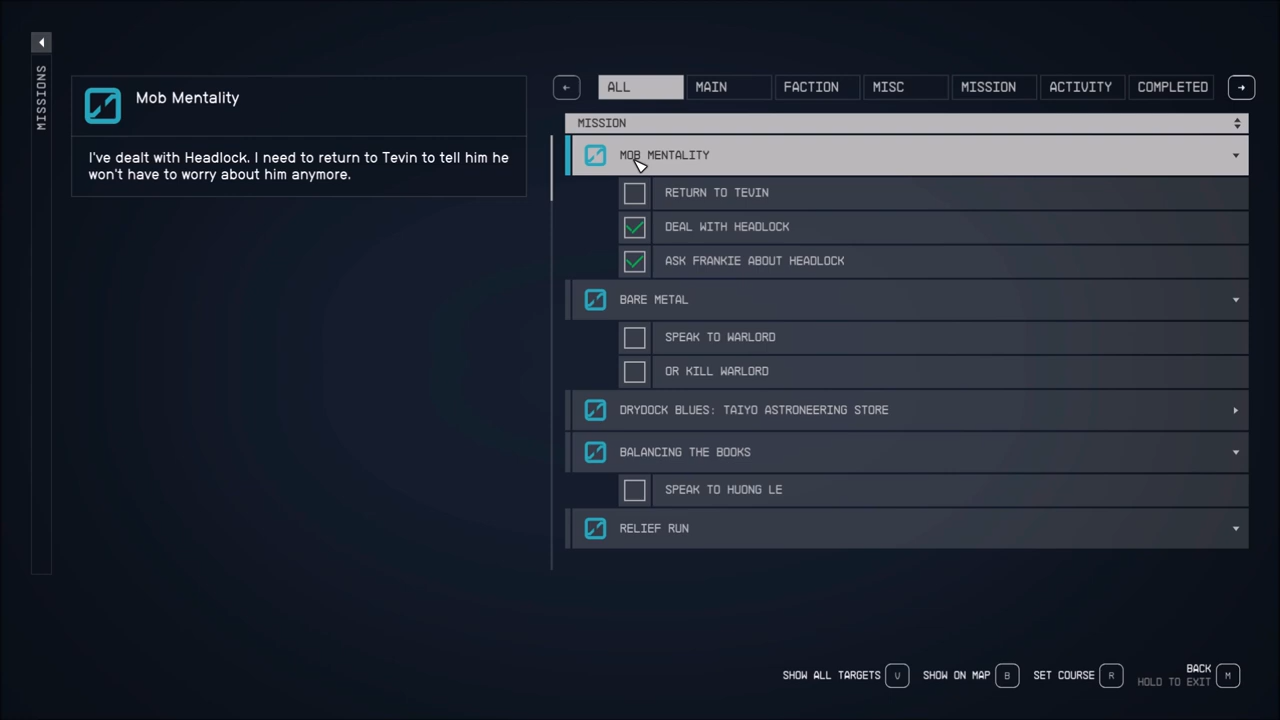 MISSIONS
Mob Mentality
I've dealt with Headlock. I need to return to Tevin to tell him he
won't have to worry about him anymore.
ALL
MAIN
FACTION
MISC
MISSION
ACTIVITY
COMPLETED
MISSION
MOB MENTALITY
RETURN TO TEVIN
DEAL WITH HEADLOCK
ASK FRANKIE ABOUT HEADLOCK
BARE METAL
SPEAK TO WARLORD
OR KILL WARLORD
DRYDOCK BLUES: TAIYO ASTRONEERING STORE
BALANCING THE BOOKS
SPEAK TO HUONG LE
RELIEF RUN
SHOW ALL TARGETS V
SHOW ON MAP B
SET COURSE R
BACK
HOLD TO EXIT M